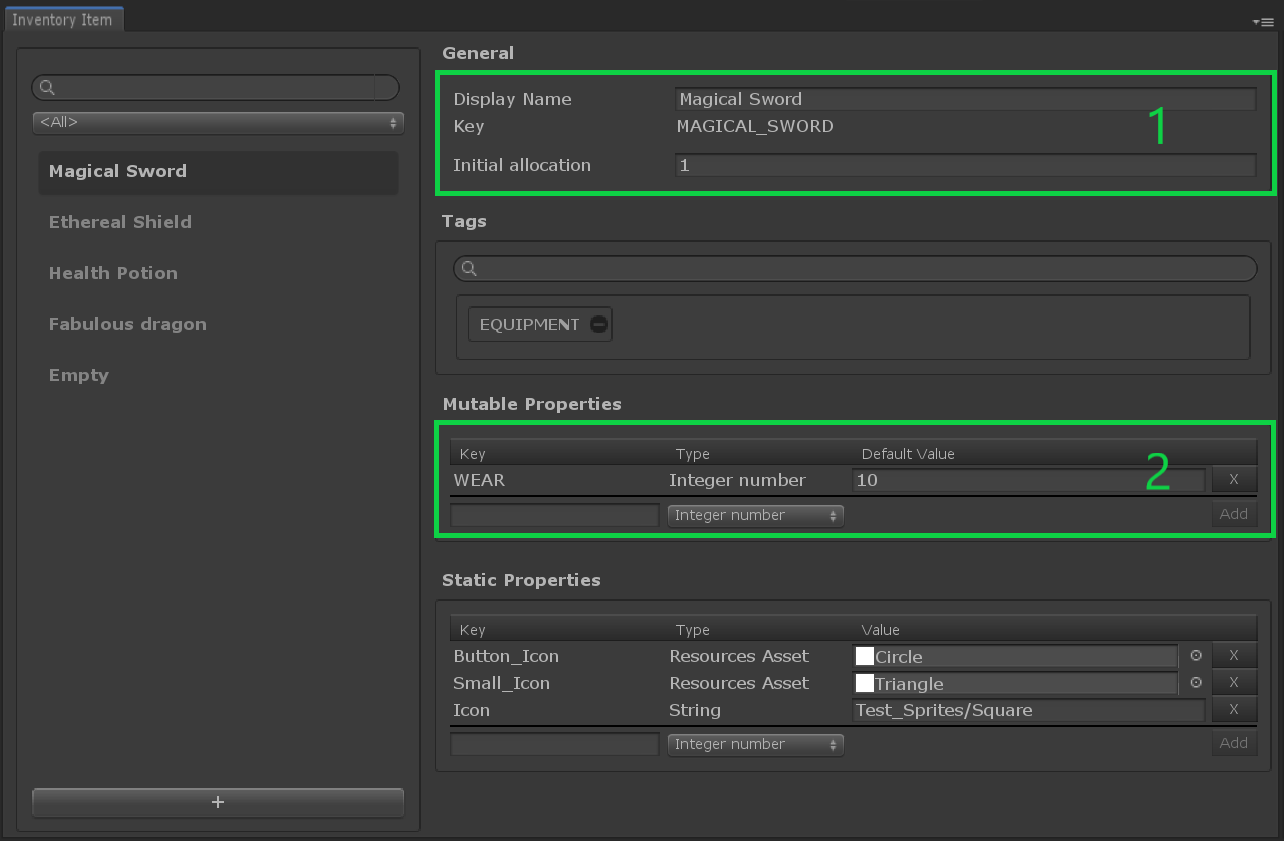 Inventory Item
<All>
Magical Sword
Ethereal Shield
Health Potion
Fabulous dragon
Empty
+
General
Display Name Magical Sword
Key MAGICAL_SWORD
1
Initial allocation 1
Tags
EQUIPMENT
Mutable Properties
Key Type Default Value
WEAR Integer number 10 X
2
Integer number Add
Static Properties
Key Type Value
Button_Icon Resources Asset Circle X
Small_Icon Resources Asset Triangle X
Icon String Test_Sprites/Square X
Integer number Add